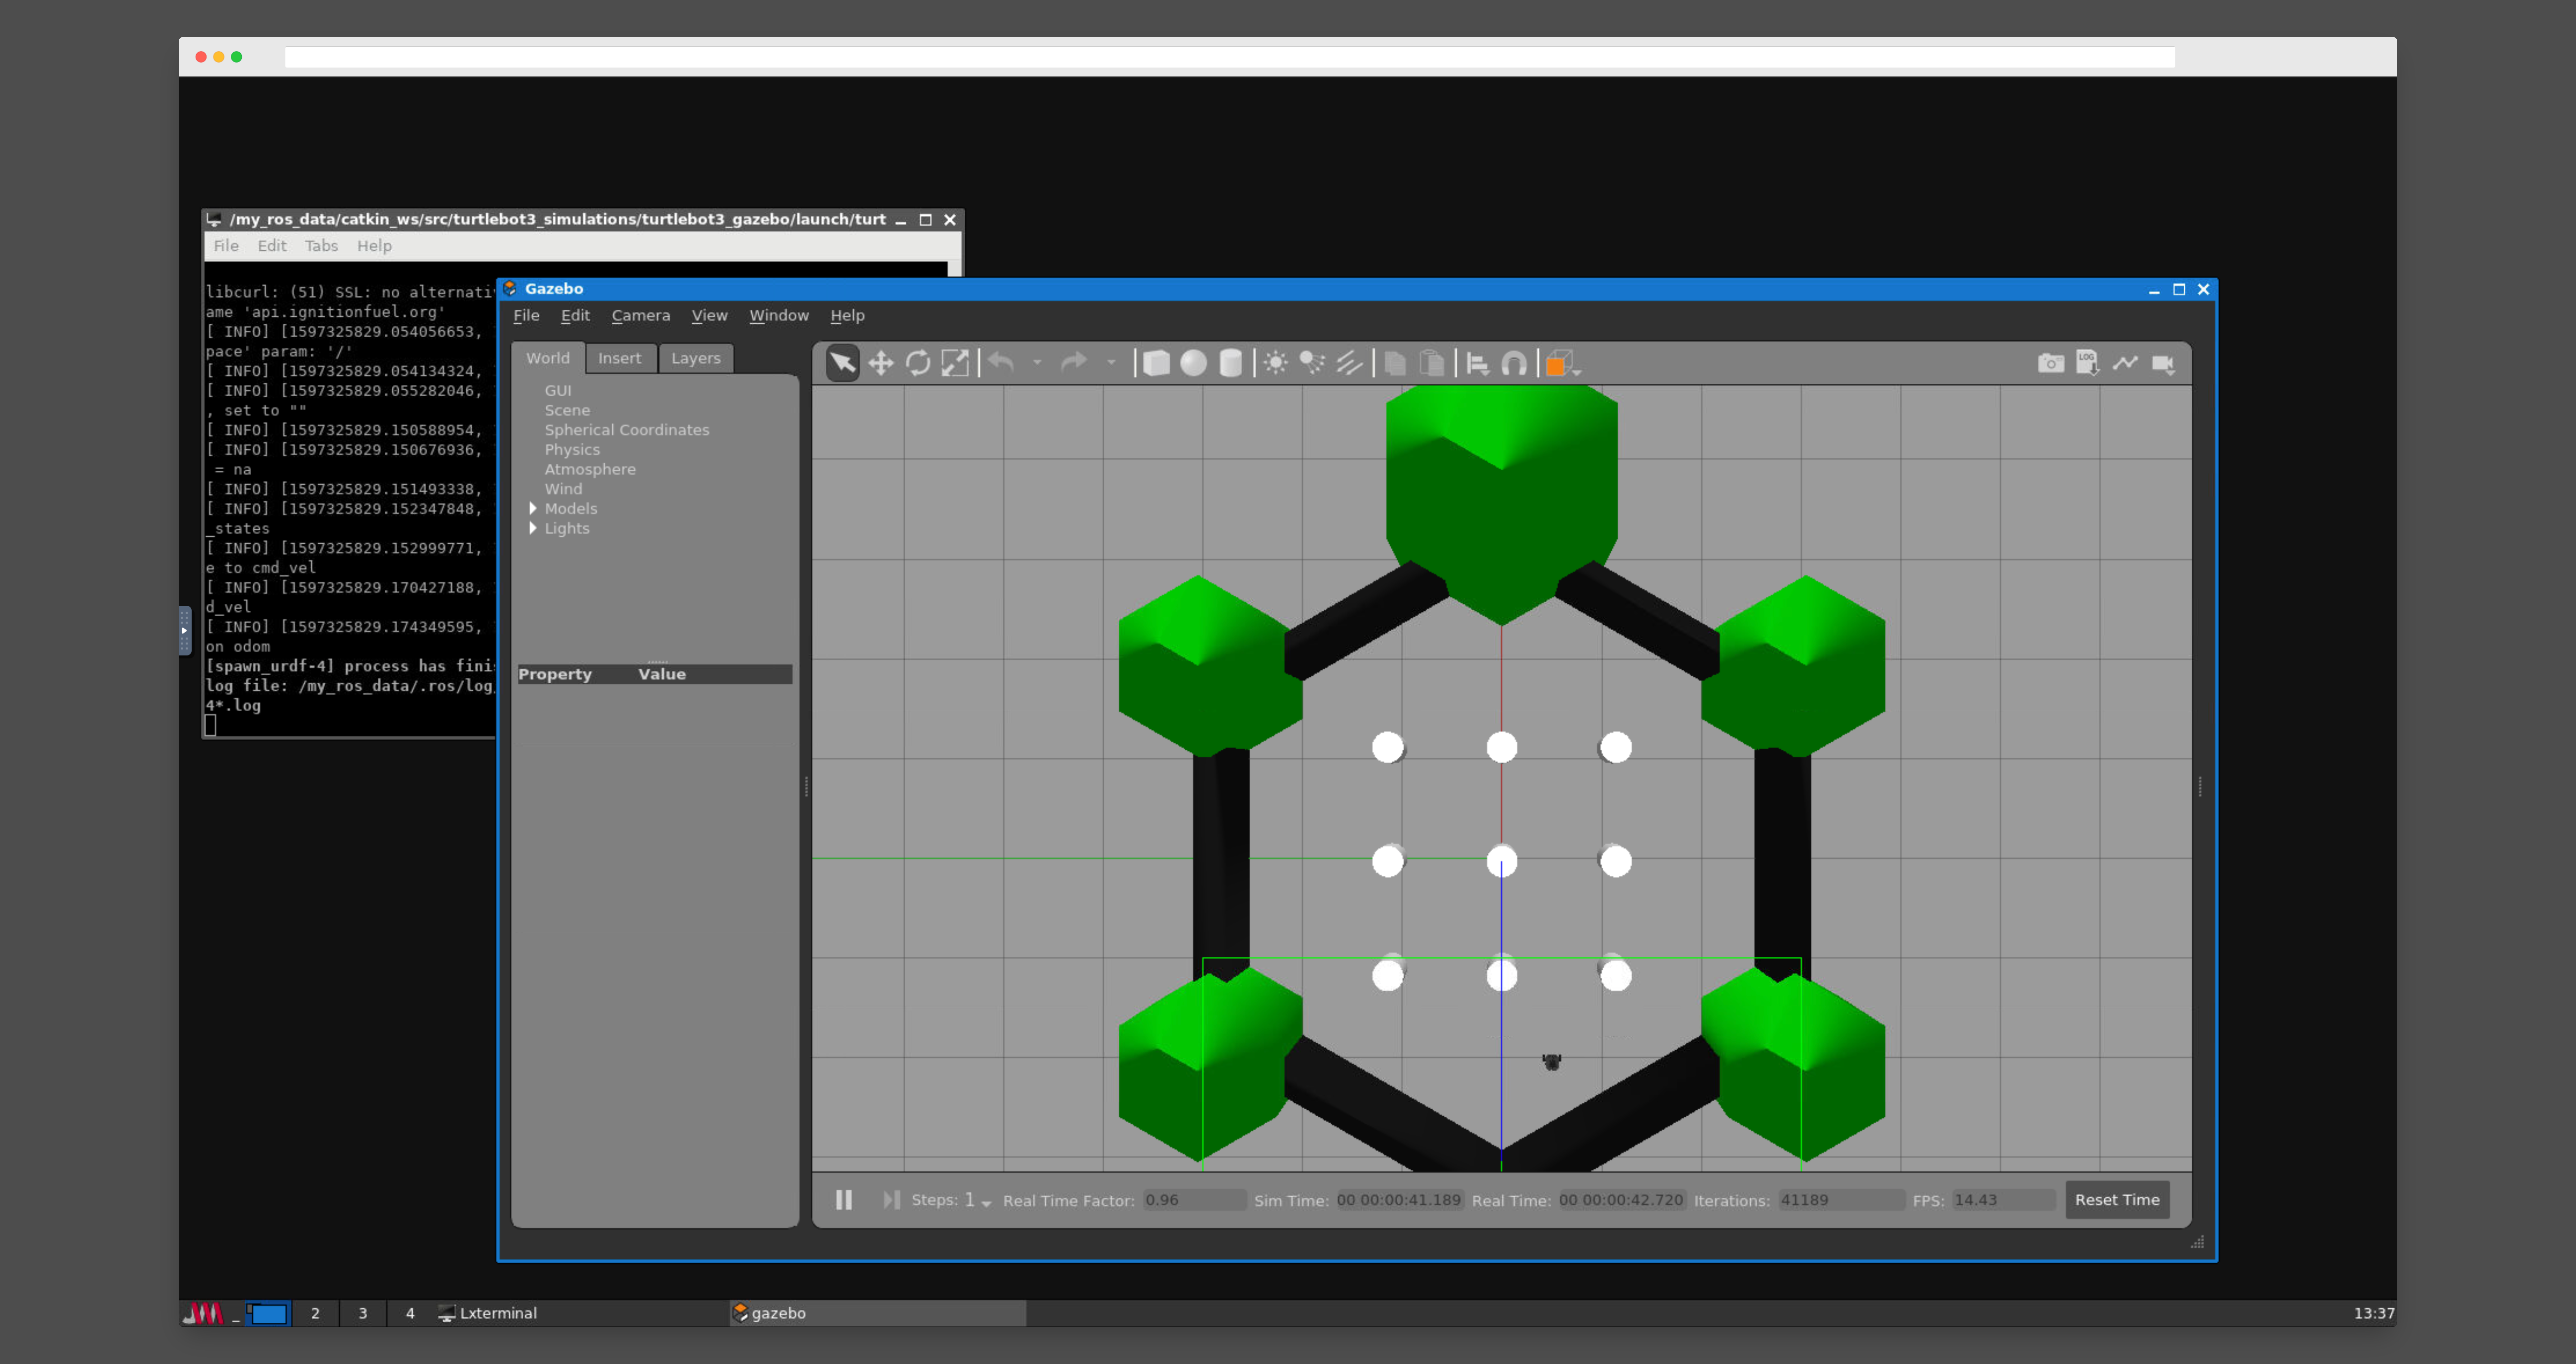 /my_ros_data/catkin_ws/src/turtlebot3_simulations/turtlebot3_gazebo/launch/turt
File Edit Tabs Help
libcurl: (51) SSL: no alternati
ame 'api.ignitionfuel.org'
[ INFO] [1597325829.054056653,
pace' param: '/'
[ INFO] [1597325829.054134324,
[ INFO] [1597325829.055282046,
, set to ""
[ INFO] [1597325829.150588954,
[ INFO] [1597325829.150676936,
= na
[ INFO] [1597325829.151493338,
[ INFO] [1597325829.152347848,
_states
[ INFO] [1597325829.152999771,
e to cmd_vel
[ INFO] [1597325829.170427188,
d_vel
[ INFO] [1597325829.174349595,
on odom
[spawn_urdf-4] process has fini
log file: /my_ros_data/.ros/log
4*.log
Gazebo
File Edit Camera View Window Help
World Insert Layers
GUI
Scene
Spherical Coordinates
Physics
Atmosphere
Wind
Models
Lights
Property Value
LOG
Steps: 1 Real Time Factor: 0.96 Sim Time: 00 00:00:41.189 Real Time: 00 00:00:42.720 Iterations: 41189 FPS: 14.43 Reset Time
2 3 4 Lxterminal gazebo 13:37